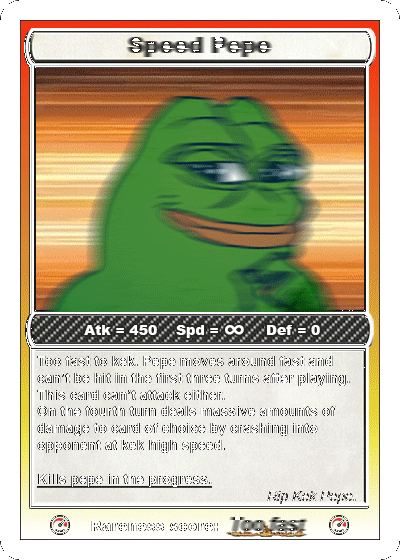 Speed Pepe
Atk = 450 Spd = ∞ Def = 0
Too fast to kek. Pepe moves around fast and
can't be hit in the first three turns after playing.
This card can't attack either.
On the fourth turn deals massive amounts of
damage to card of choice by crashing into
opponent at kek high speed.
Kills pepe in the progress.
Rip Kek Pepe.
Rareness score: Too fast